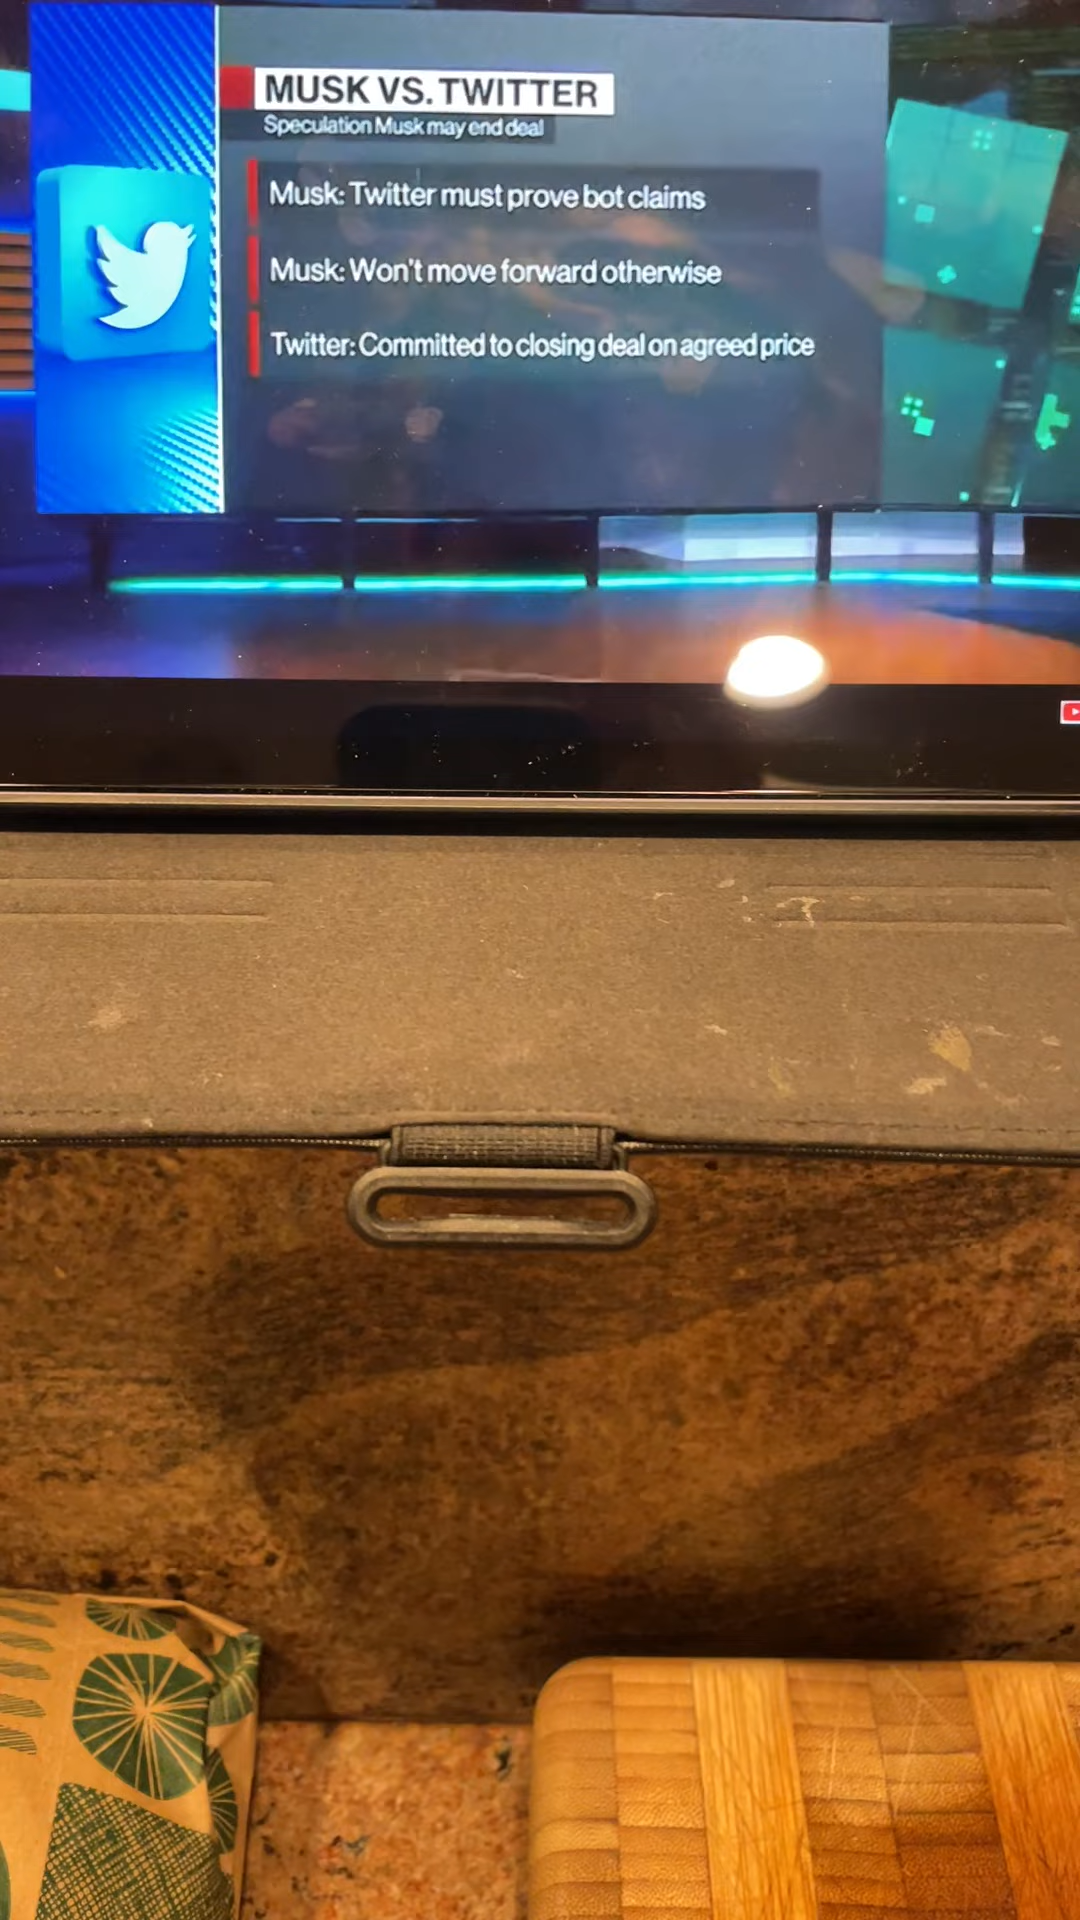 MUSK VS. TWITTER
Speculation Musk may end deal
Musk: Twitter must prove bot claims
Musk: Won't move forward otherwise
Twitter: Committed to closing deal on agreed price